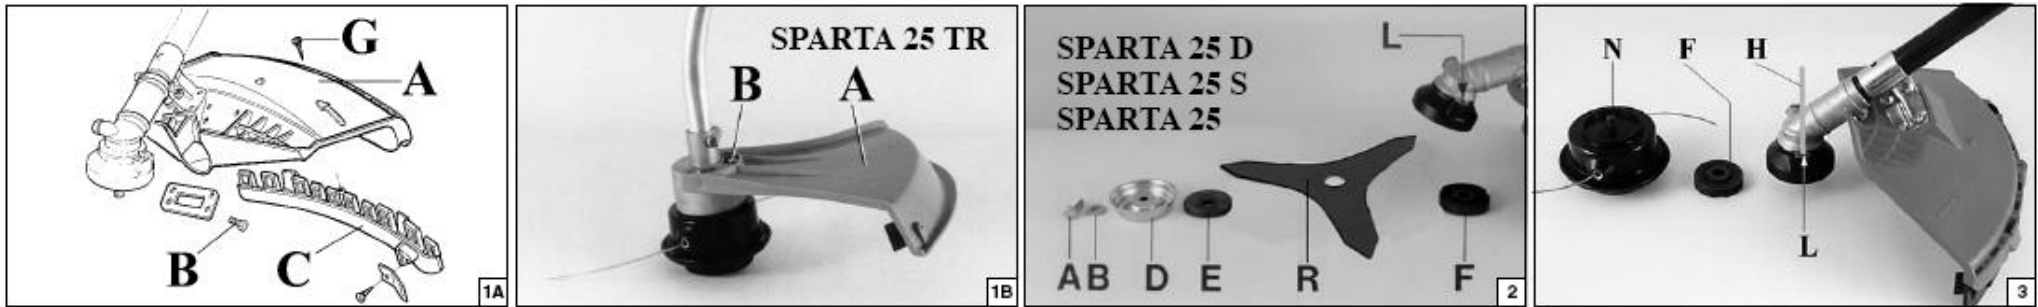 G
A
B
C
1A
SPARTA 25 TR
B
A
1B
SPARTA 25 D
SPARTA 25 S
SPARTA 25
L
A B D E R F
2
N F H
L
3